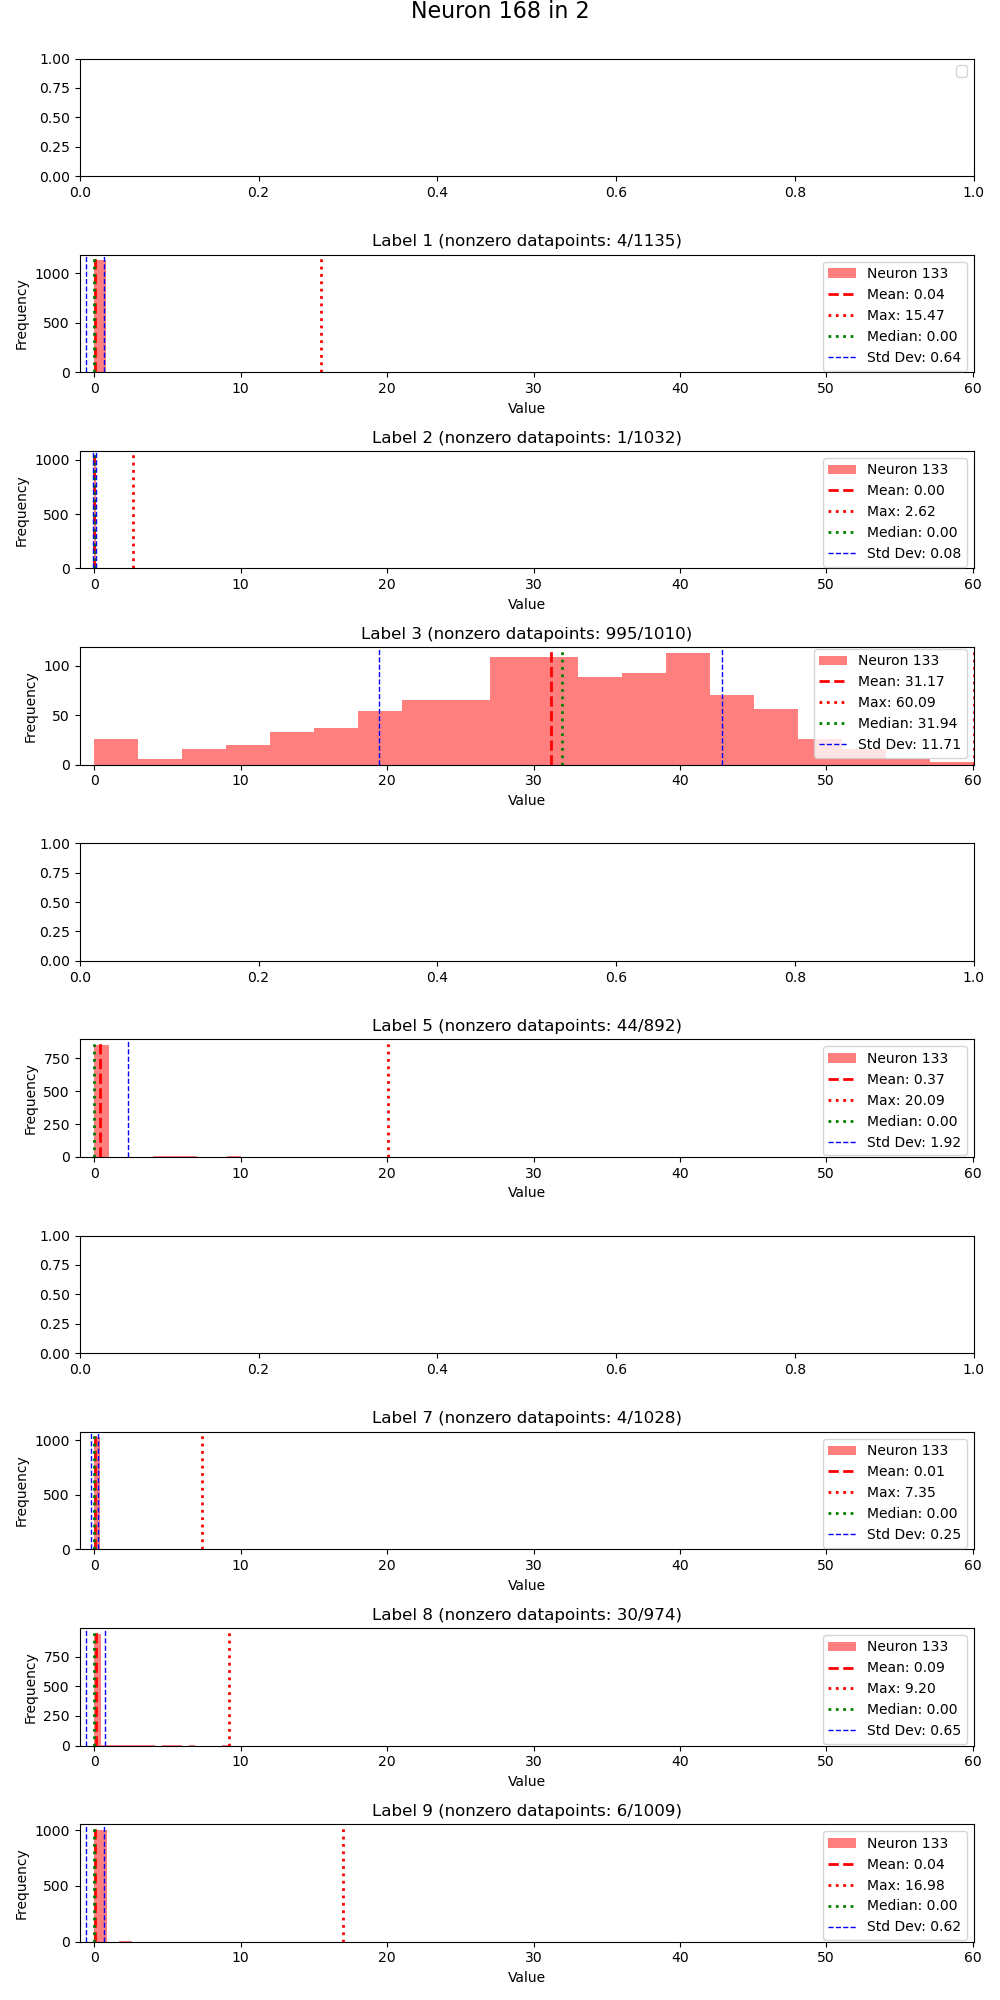 Neuron 168 in 2
1.00
0.75
0.50
0.25
0.00
0.0 0.2 0.4 0.6 0.8 1.0
Label 1 (nonzero datapoints: 4/1135)
Frequency
1000
500
0
Neuron 133
Mean: 0.04
Max: 15.47
Median: 0.00
Std Dev: 0.64
0 10 20 30 40 50 60
Value
Label 2 (nonzero datapoints: 1/1032)
Frequency
1000
500
0
Neuron 133
Mean: 0.00
Max: 2.62
Median: 0.00
Std Dev: 0.08
0 10 20 30 40 50 60
Value
Label 3 (nonzero datapoints: 995/1010)
Frequency
100
50
0
Neuron 133
Mean: 31.17
Max: 60.09
Median: 31.94
Std Dev: 11.71
0 10 20 30 40 50 60
Value
1.00
0.75
0.50
0.25
0.00
0.0 0.2 0.4 0.6 0.8 1.0
Label 5 (nonzero datapoints: 44/892)
Frequency
750
500
250
0
Neuron 133
Mean: 0.37
Max: 20.09
Median: 0.00
Std Dev: 1.92
0 10 20 30 40 50 60
Value
1.00
0.75
0.50
0.25
0.00
0.0 0.2 0.4 0.6 0.8 1.0
Label 7 (nonzero datapoints: 4/1028)
Frequency
1000
500
0
Neuron 133
Mean: 0.01
Max: 7.35
Median: 0.00
Std Dev: 0.25
0 10 20 30 40 50 60
Value
Label 8 (nonzero datapoints: 30/974)
Frequency
750
500
250
0
Neuron 133
Mean: 0.09
Max: 9.20
Median: 0.00
Std Dev: 0.65
0 10 20 30 40 50 60
Value
Label 9 (nonzero datapoints: 6/1009)
Frequency
1000
500
0
Neuron 133
Mean: 0.04
Max: 16.98
Median: 0.00
Std Dev: 0.62
0 10 20 30 40 50 60
Value